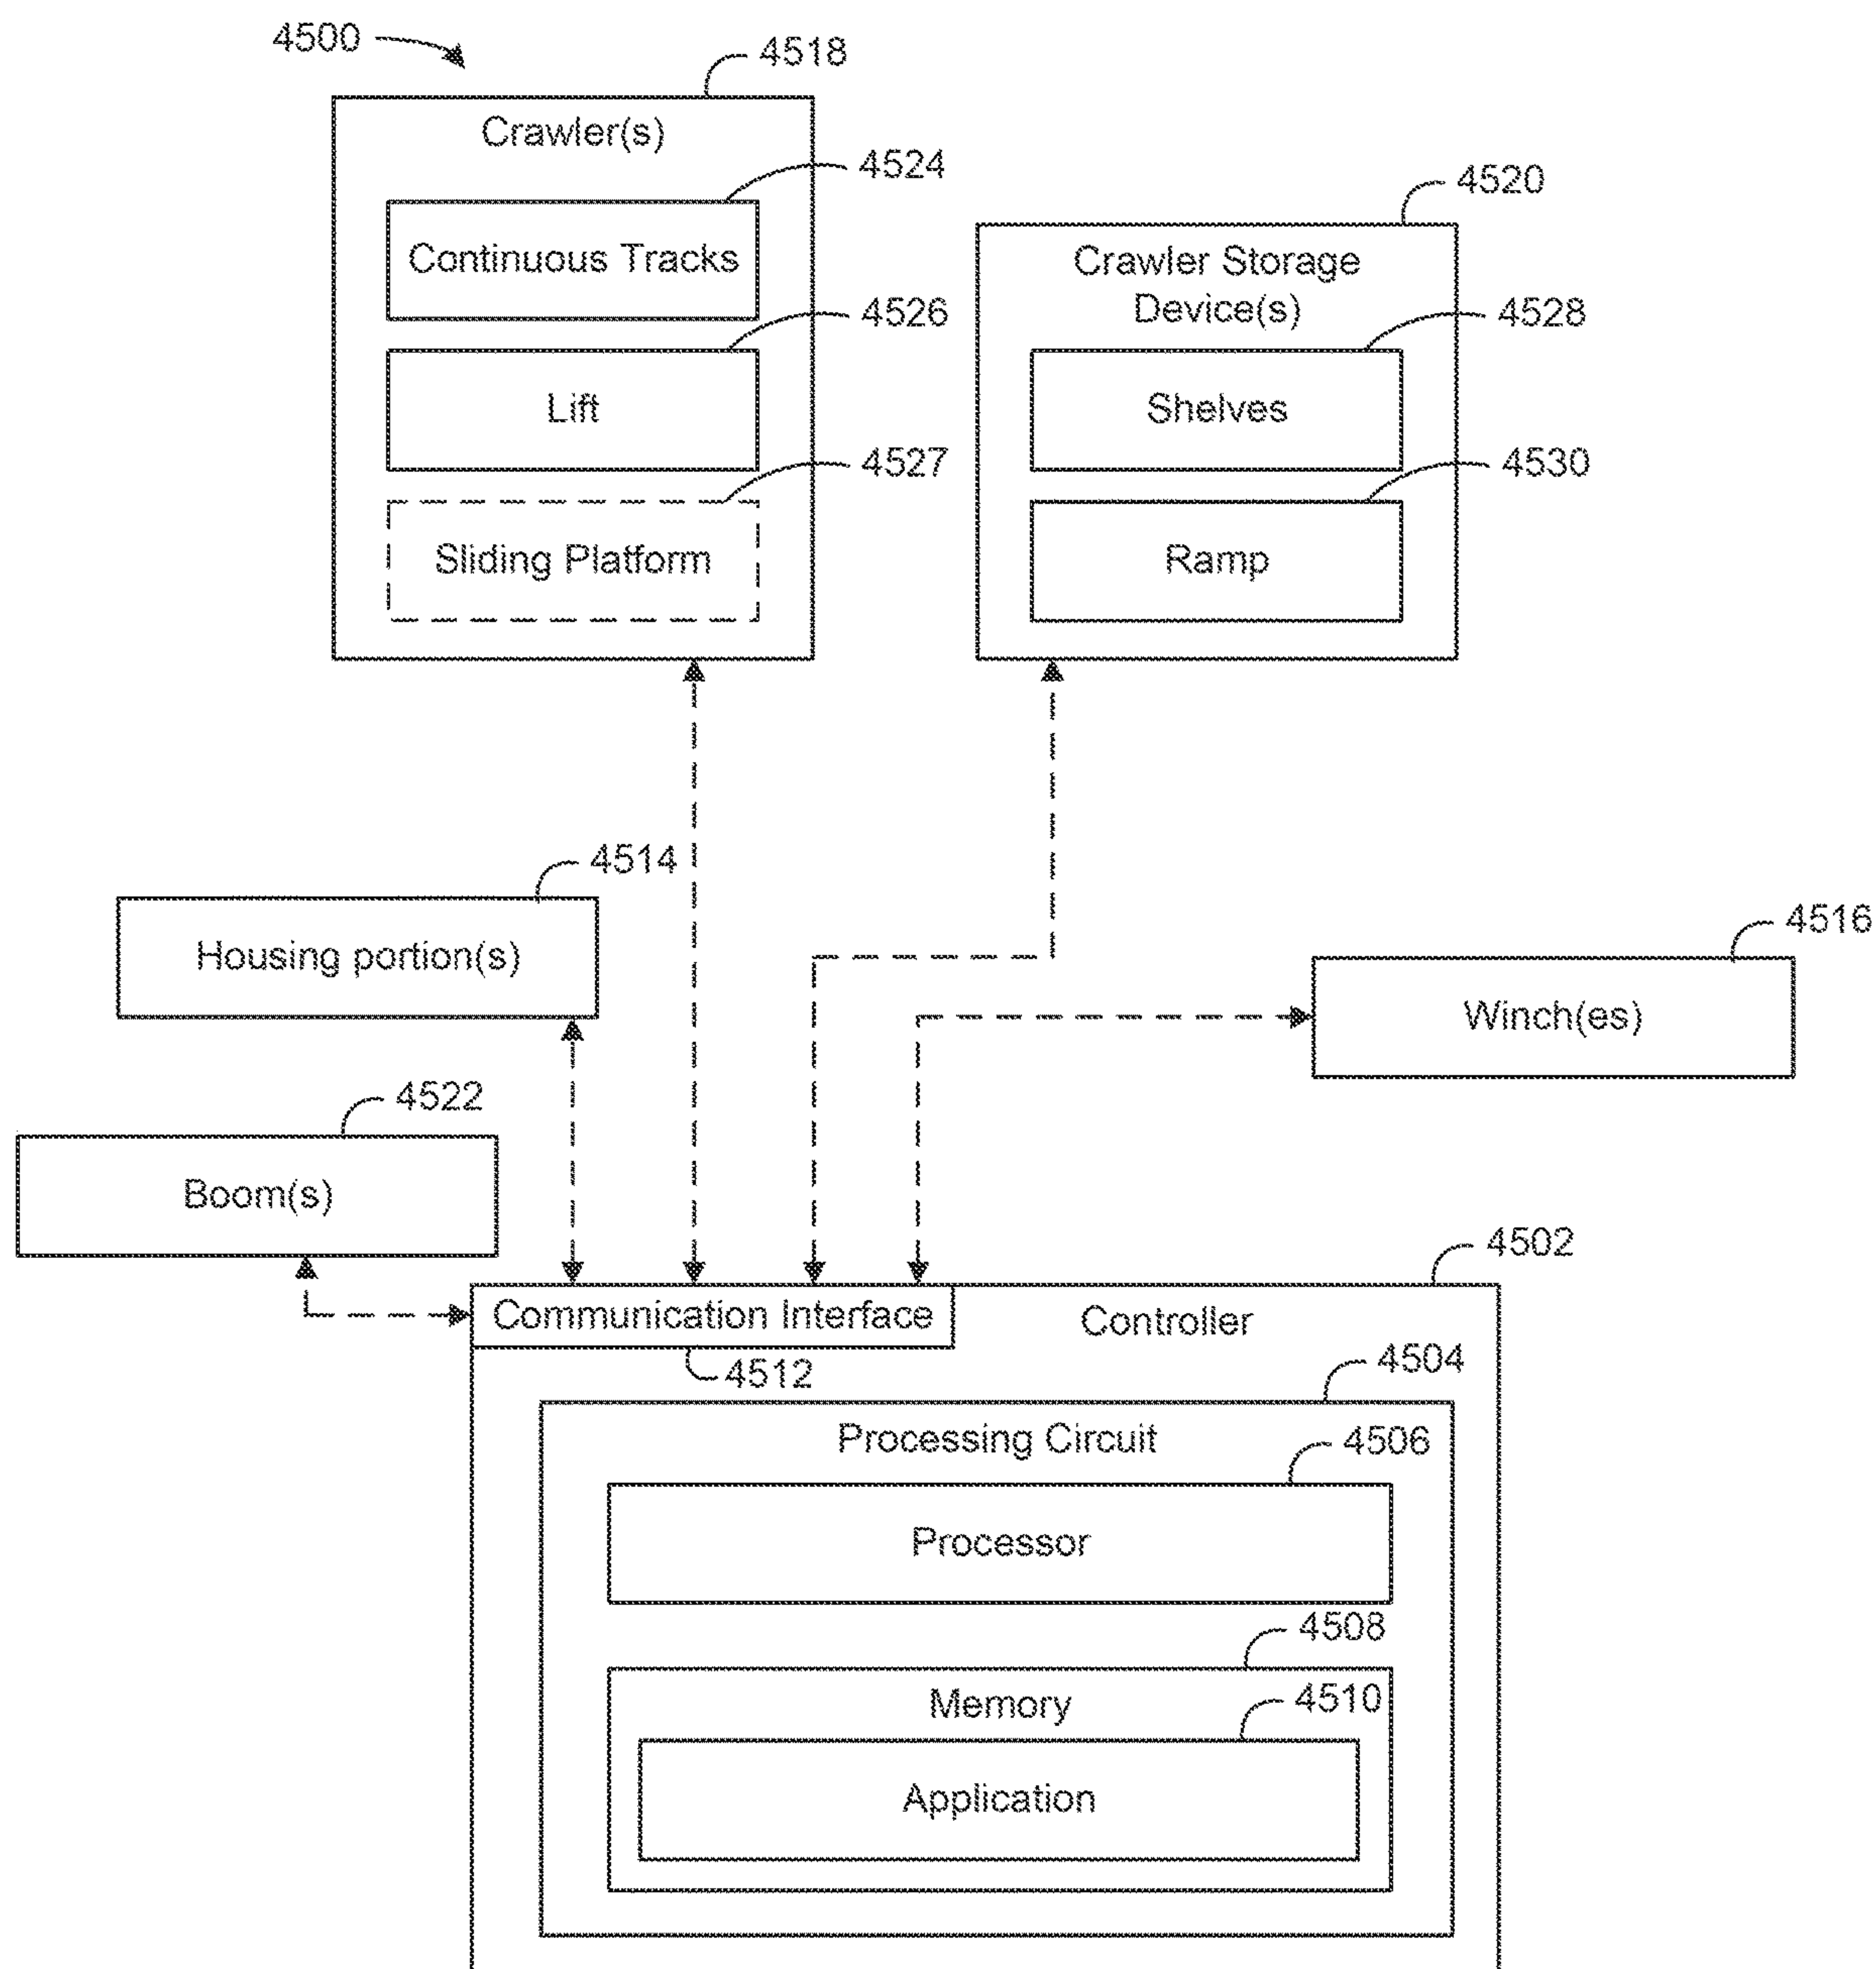 4500
4518
Crawler(s)
4524
Continuous Tracks
4526
Lift
4527
Sliding Platform
4520
Crawler Storage
Device(s)
4528
Shelves
4530
Ramp
4514
Housing portion(s)
4516
Winch(es)
4522
Boom(s)
4502
Communication Interface
Controller
4512
4504
Processing Circuit
4506
Processor
4508
Memory
4510
Application